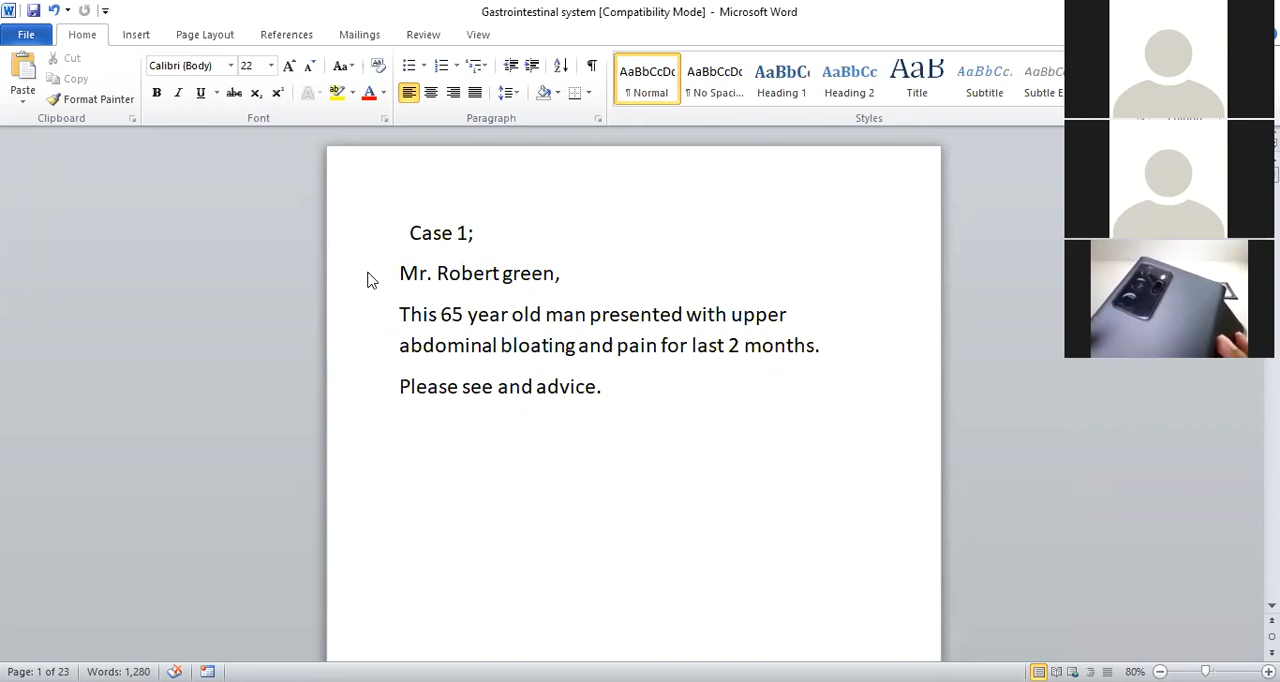 Gastrointestinal system [Compatibility Mode] - Microsoft Word
File Home Insert Page Layout References Mailings Review View
Cut
Copy
Paste
Format Painter
Clipboard
Calibri (Body) 22
Font
Paragraph
AaBbCcDc AaBbCcDc AaBbC AaBbCc AaB AaBbCc. AaBbCc
¶ Normal ¶ No Spaci... Heading 1 Heading 2 Title Subtitle Subtle E
Styles
Case 1;
Mr. Robert green,
This 65 year old man presented with upper
abdominal bloating and pain for last 2 months.
Please see and advice.
Page: 1 of 23 Words: 1,280 80%